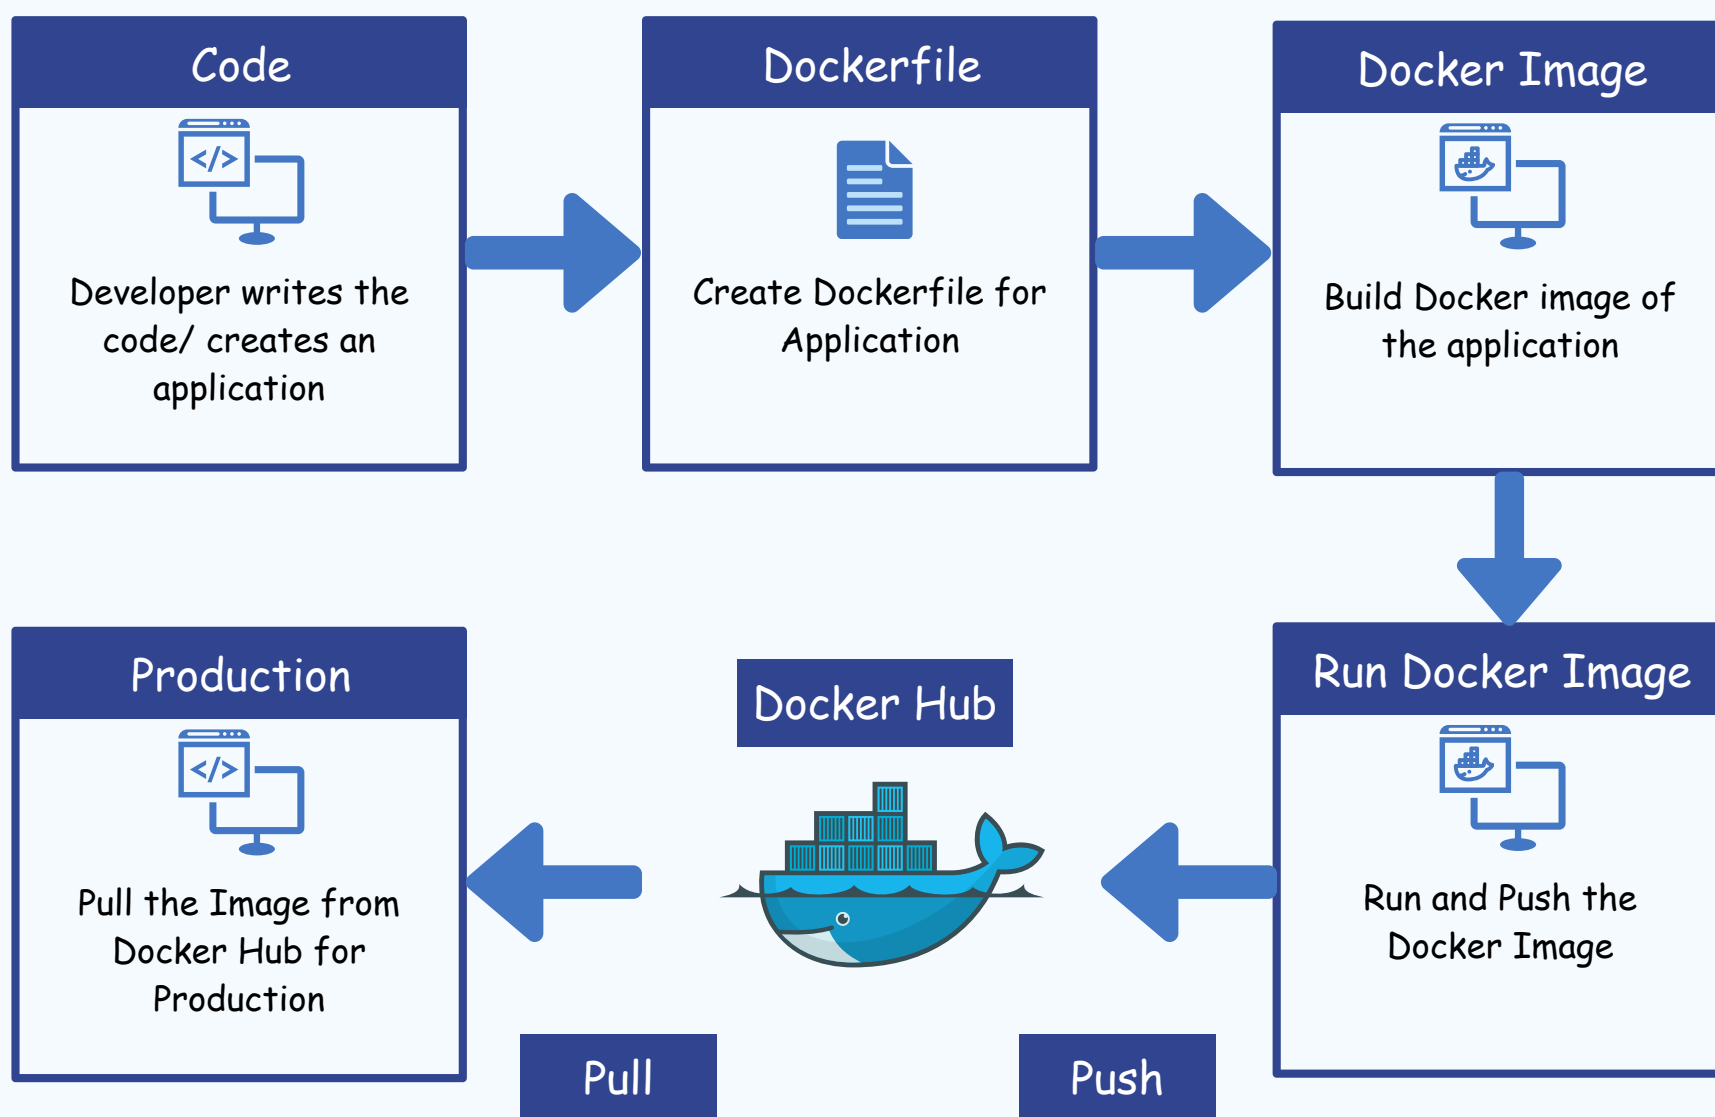 Code
Developer writes the
code/ creates an
application
Dockerfile
Create Dockerfile for
Application
Docker Image
Build Docker image of
the application
Run Docker Image
Run and Push the
Docker Image
Push
Docker Hub
Pull
Production
Pull the Image from
Docker Hub for
Production